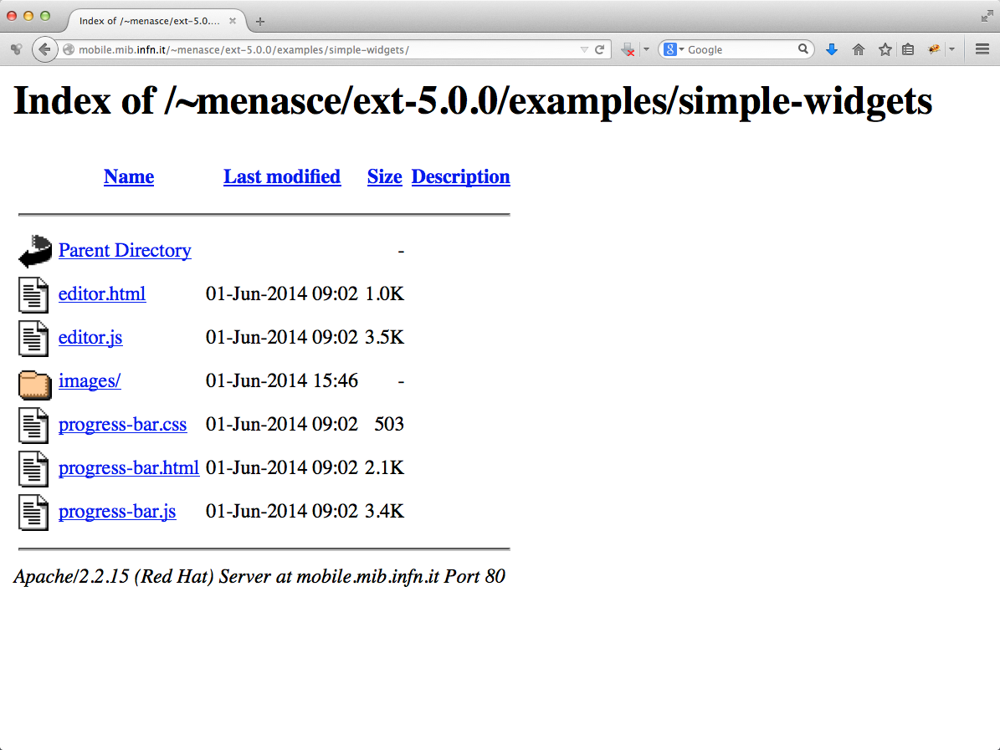 Index of /~menasce/ext-5.0....
mobile.mib.infn.it/~menasce/ext-5.0.0/examples/simple-widgets/
8 Google
Index of /~menasce/ext-5.0.0/examples/simple-widgets
Name Last modified Size Description
Parent Directory -
editor.html 01-Jun-2014 09:02 1.0K
editor.js 01-Jun-2014 09:02 3.5K
images/ 01-Jun-2014 15:46 -
progress-bar.css 01-Jun-2014 09:02 503
progress-bar.html 01-Jun-2014 09:02 2.1K
progress-bar.js 01-Jun-2014 09:02 3.4K
Apache/2.2.15 (Red Hat) Server at mobile.mib.infn.it Port 80